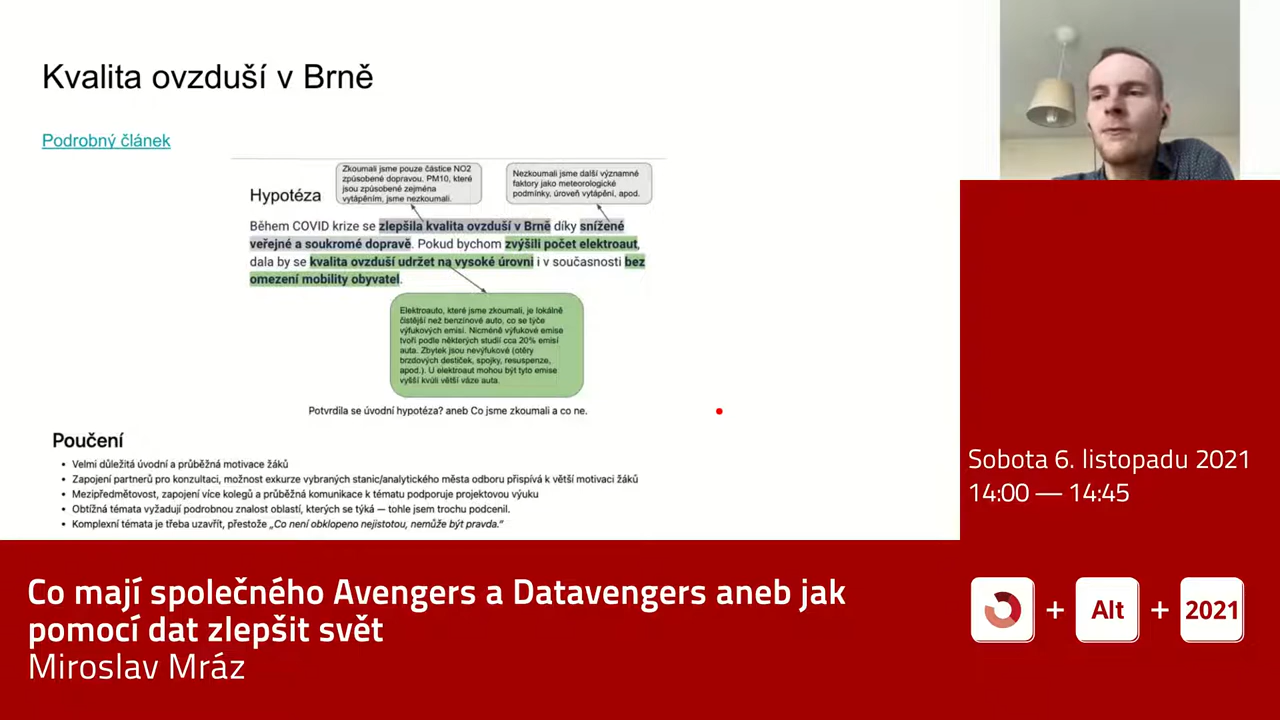 Kvalita ovzduší v Brně
Podrobný článek
Zkoumali jsme pouze částice NO2
způsobené dopravou. PM10, které
jsou způsobené zejména
vytápěním, jsme nezkoumali.
Nezkoumali jsme další významné
faktory jako meteorologické
podmínky, úroveň vytápění, apod.
Hypotéza
Během COVID krize se zlepšila kvalita ovzduší v Brně díky snížené
veřejné a soukromé dopravě. Pokud bychom zvýšili počet elektroaut,
dala by se kvalita ovzduší udržet na vysoké úrovni i v současnosti bez
omezení mobility obyvatel.
Elektroauto, které jsme zkoumali, je lokálně
čistější než benzínové auto, co se týče
výfukových emisí. Nicméně výfukové emise
tvoří podle některých studií cca 20% emisí
auta. Zbytek jsou nevýfukové (otěry
brzdových destiček, spojky, resuspenze,
apod.). U elektroaut mohou být tyto emise
vyšší kvůli větší váze auta.
Potvrdila se úvodní hypotéza? aneb Co jsme zkoumali a co ne.
Poučení
• Velmi důležitá úvodní a průběžná motivace žáků
• Zapojení partnerů pro konzultaci, možnost exkurze vybraných stanic/analytického města odboru přispívá k větší motivaci žáků
• Mezipředmětovost, zapojení více kolegů a průběžná komunikace k tématu podporuje projektovou výuku
• Obtížná témata vyžadují podrobnou znalost oblastí, kterých se týká — tohle jsem trochu podcenil.
• Komplexní témata je třeba uzavřít, přestože „Co není obklopeno nejistotou, nemůže být pravda.“
Sobota 6. listopadu 2021
14:00 — 14:45
Co mají společného Avengers a Datavengers aneb jak
pomocí dat zlepšit svět
Miroslav Mráz
+ Alt + 2021